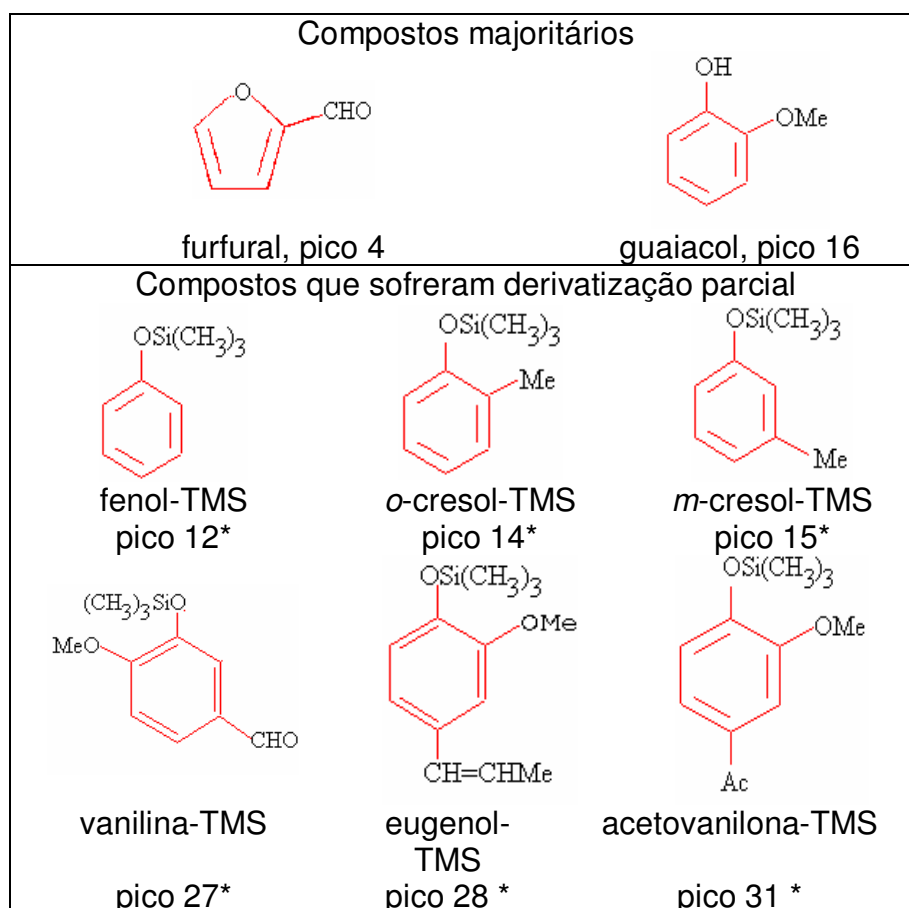 Compostos majoritários
O
CHO
OH
OMe
furfural, pico 4
guaiacol, pico 16
Compostos que sofreram derivatização parcial
OSi(CH3)3
OSi(CH3)3
Me
OSi(CH3)3
Me
fenol-TMS
pico 12*
o-cresol-TMS
pico 14*
m-cresol-TMS
pico 15*
(CH3)3SiO
MeO
CHO
OSi(CH3)3
OMe
CH=CHMe
OSi(CH3)3
OMe
Ac
vanilina-TMS
pico 27*
eugenol-
TMS
pico 28 *
acetovanilona-TMS
pico 31 *